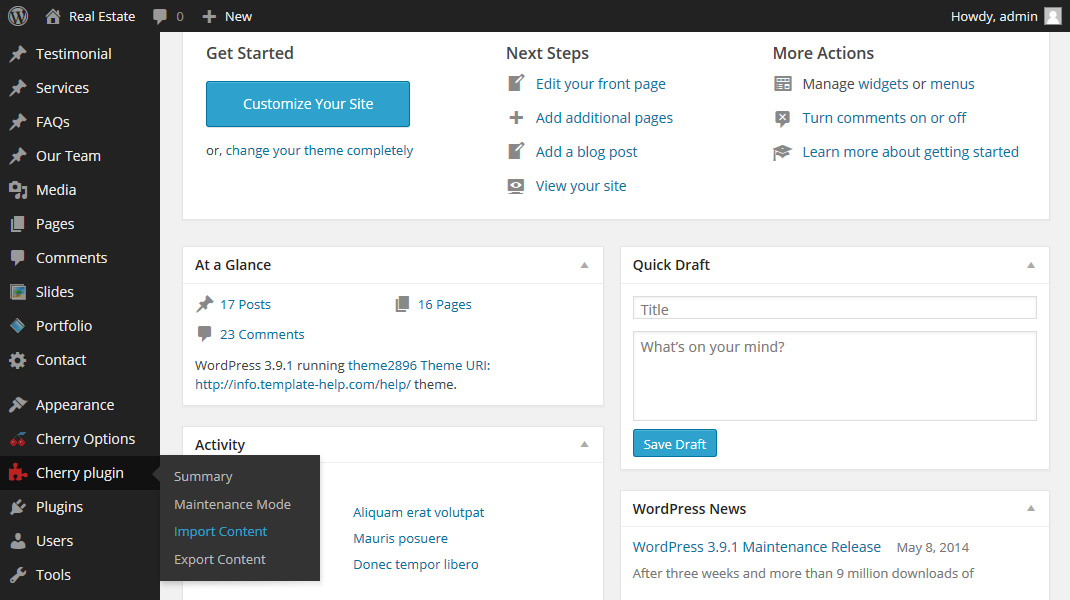 Real Estate 0 New Howdy, admin
Testimonial
Services
FAQs
Our Team
Media
Pages
Comments
Slides
Portfolio
Contact
Appearance
Cherry Options
Cherry plugin
Plugins
Users
Tools
Summary
Maintenance Mode
Import Content
Export Content
Get Started
Customize Your Site
or, change your theme completely
Next Steps
Edit your front page
Add additional pages
Add a blog post
View your site
More Actions
Manage widgets or menus
Turn comments on or off
Learn more about getting started
At a Glance
17 Posts 16 Pages
23 Comments
WordPress 3.9.1 running theme2896 Theme URI:
http://info.template-help.com/help/ theme.
Activity
Aliquam erat volutpat
Mauris posuere
Donec tempor libero
Quick Draft
Title
What's on your mind?
Save Draft
WordPress News
WordPress 3.9.1 Maintenance Release May 8, 2014
After three weeks and more than 9 million downloads of